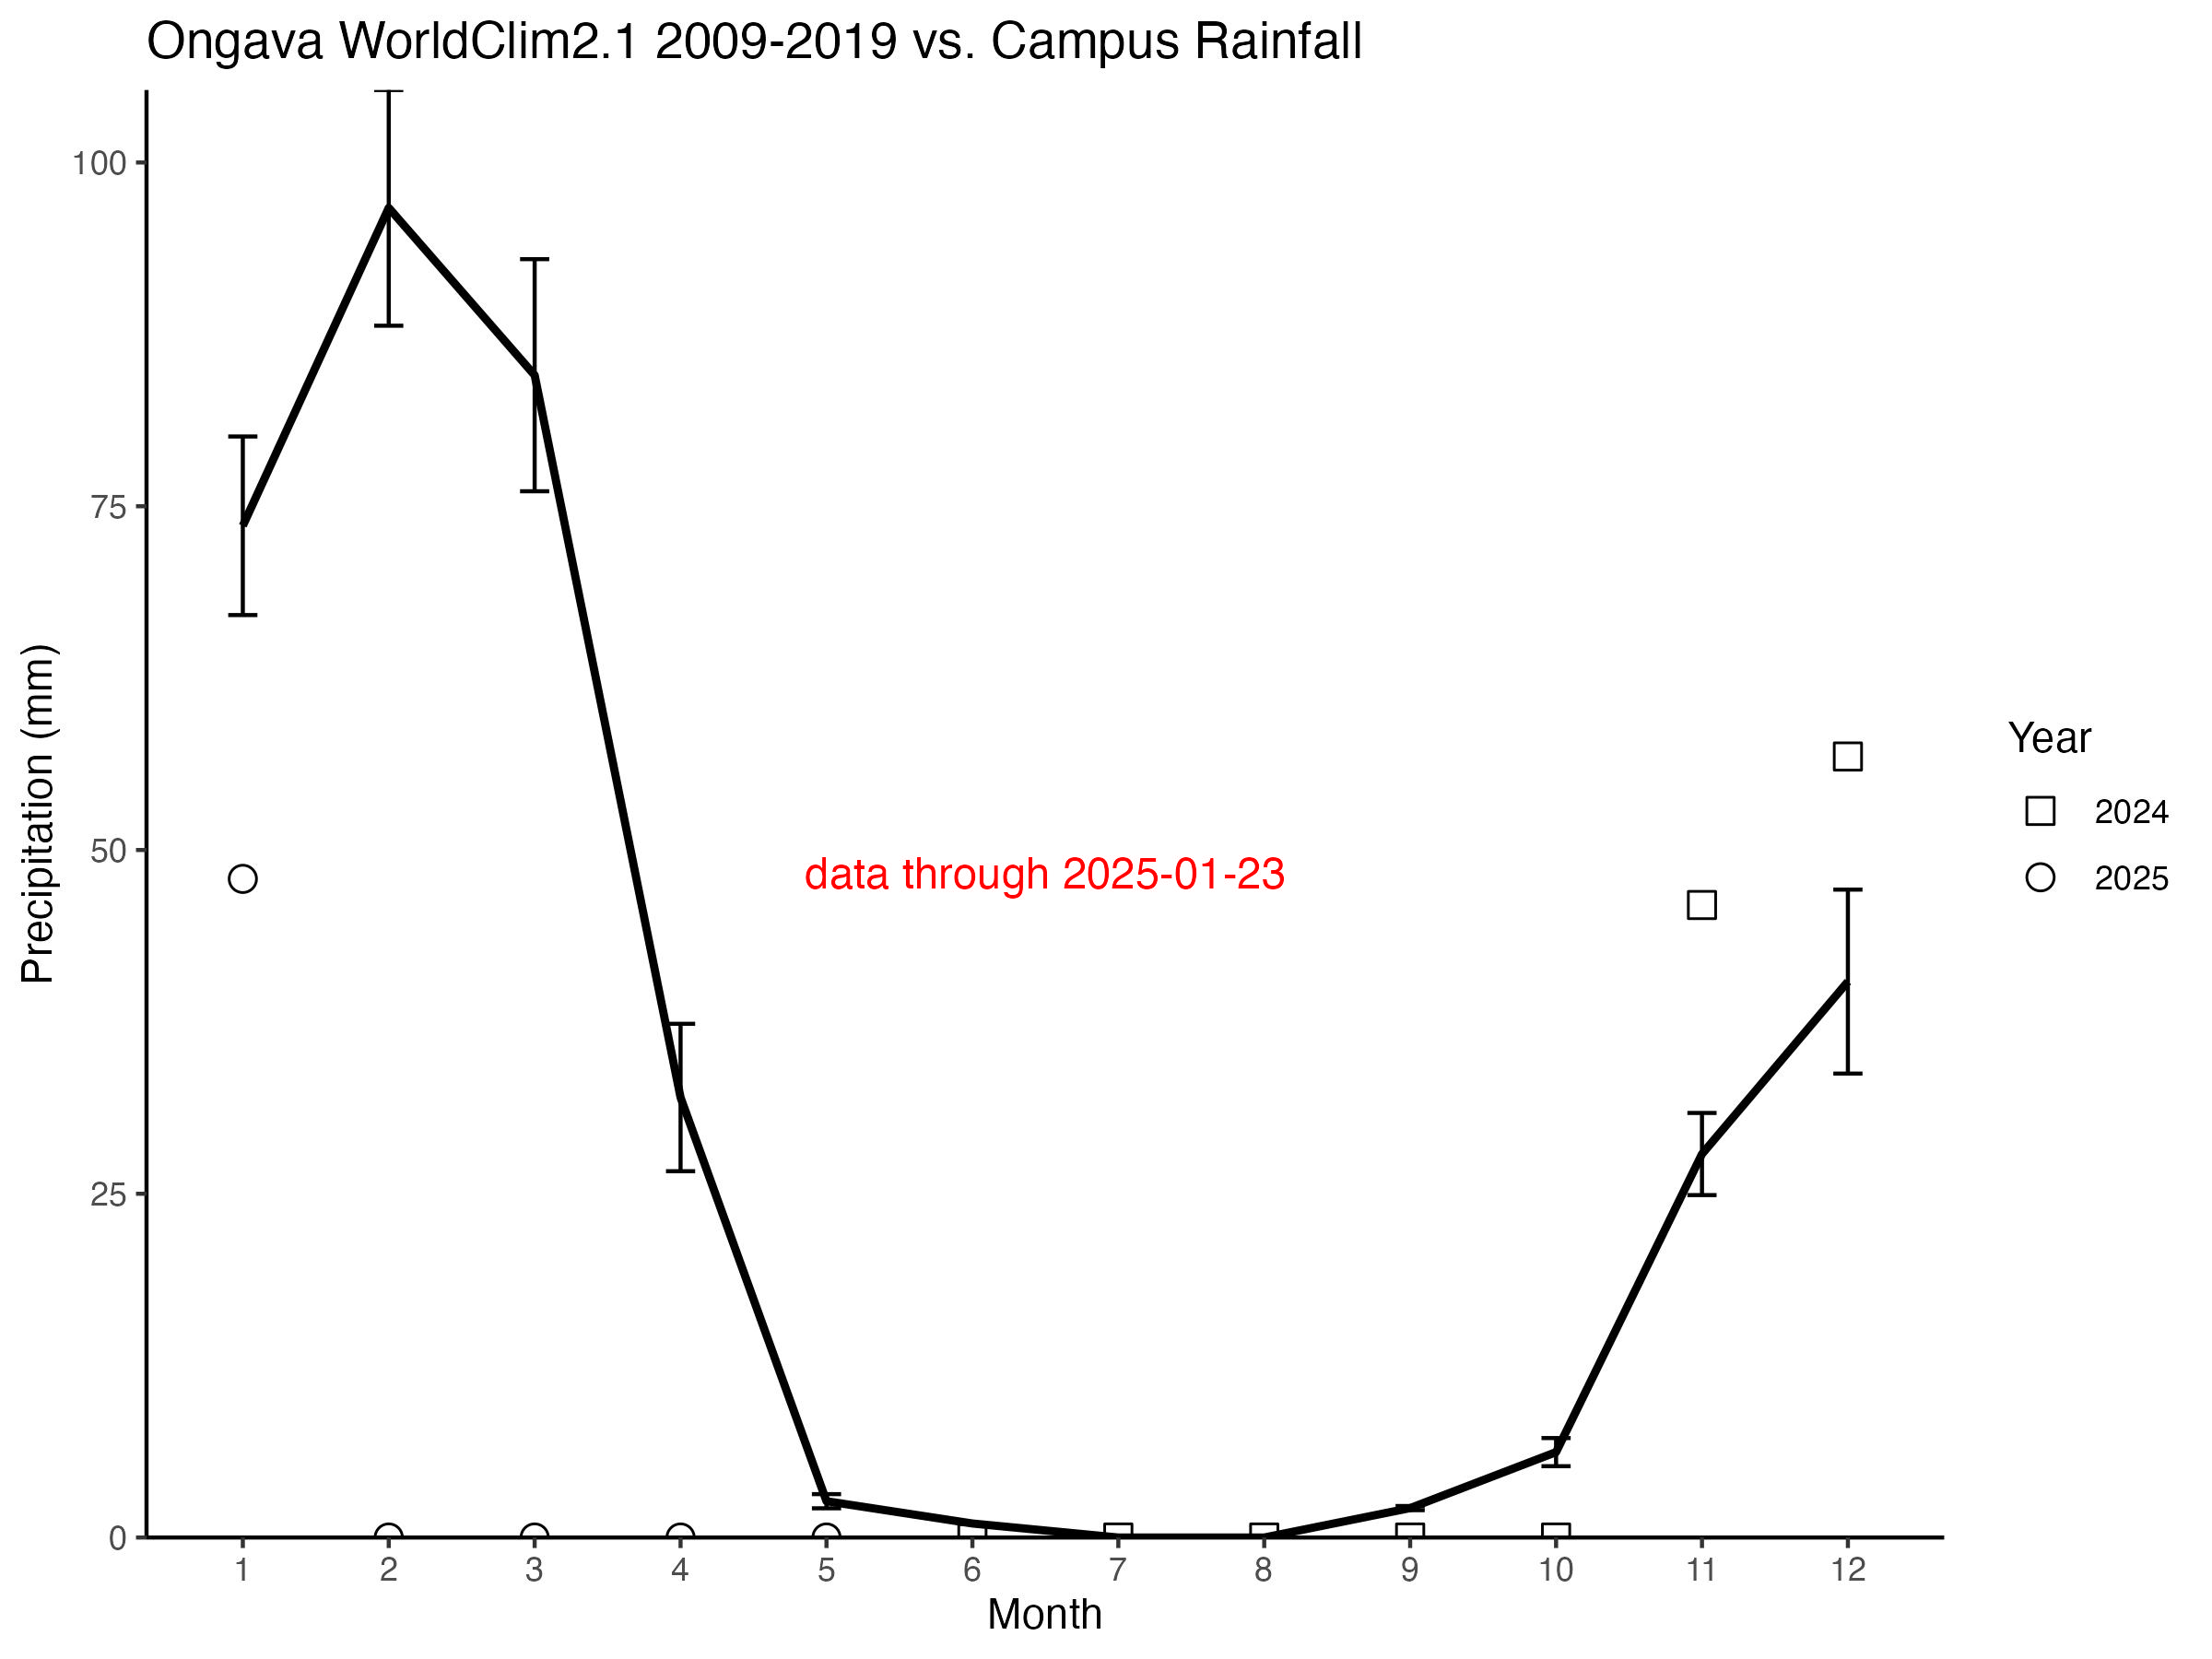 Ongava WorldClim2.1 2009-2019 vs. Campus Rainfall
Precipitation (mm)
100
75
50
25
0
data through 2025-01-23
Year
2024
2025
1 2 3 4 5 6 7 8 9 10 11 12
Month